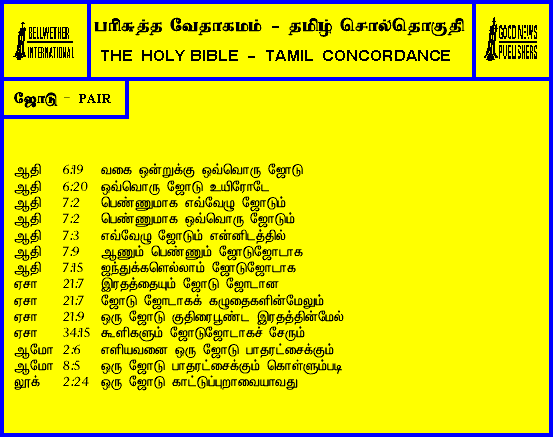 BELLWETHER
INTERNATIONAL
பரிசுத்த வேதாகமம் - தமிழ் சொல்தொகுதி
THE HOLY BIBLE - TAMIL CONCORDANCE
GOOD NEWS
PUBLISHERS
ஜோடு - PAIR
ஆதி 6:19 வகை ஒன்றுக்கு ஒவ்வொரு ஜோடு
ஆதி 6:20 ஒவ்வொரு ஜோடு உயிரோடே
ஆதி 7:2 பெண்ணுமாக எவ்வேழு ஜோடும்
ஆதி 7:2 பெண்ணுமாக ஒவ்வொரு ஜோடும்
ஆதி 7:3 எவ்வேழு ஜோடும் என்னிடத்தில்
ஆதி 7:9 ஆணும் பெண்ணும் ஜோடுஜோடாக
ஆதி 7:15 ஐந்துக்களெல்லாம் ஜோடுஜோடாக
ஏசா 21:7 இரதத்தையும் ஜோடு ஜோடான
ஏசா 21:7 ஜோடு ஜோடாகக் கழுதைகளின்மேலும்
ஏசா 21:9 ஒரு ஜோடு குதிரைபூண்ட இரதத்தின்மேல்
ஏசா 34:15 கூளிகளும் ஜோடுஜோடாகச் சேரும்
ஆமோ 2:6 எளியவனை ஒரு ஜோடு பாதரட்சைக்கும்
ஆமோ 8:5 ஒரு ஜோடு பாதரட்சைக்கும் கொள்ளும்படி
லூக் 2:24 ஒரு ஜோடு காட்டுப்புறாவையாவது